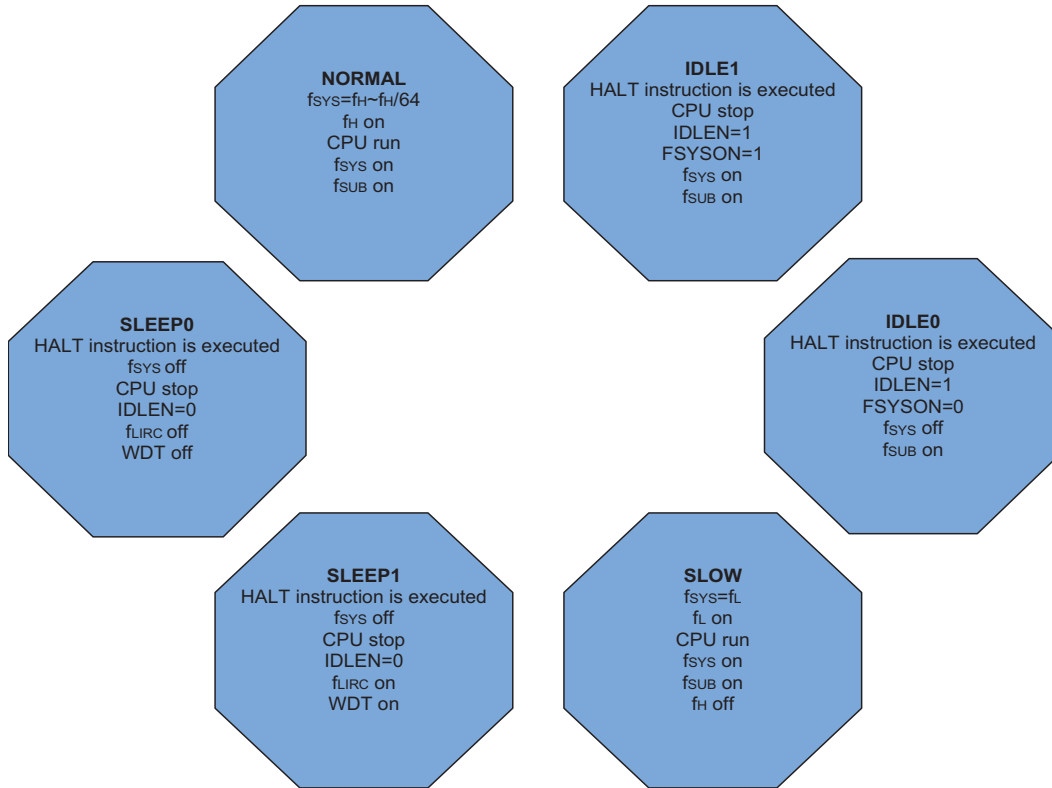 NORMAL
fSYS=fH~fH/64
fH on
CPU run
fSYS on
fSUB on
IDLE1
HALT instruction is executed
CPU stop
IDLEN=1
FSYSON=1
fSYS on
fSUB on
SLEEP0
HALT instruction is executed
fSYS off
CPU stop
IDLEN=0
fLIRC off
WDT off
IDLE0
HALT instruction is executed
CPU stop
IDLEN=1
FSYSON=0
fSYS off
fSUB on
SLEEP1
HALT instruction is executed
fSYS off
CPU stop
IDLEN=0
fLIRC on
WDT on
SLOW
fSYS=fL
fL on
CPU run
fSYS on
fSUB on
fH off